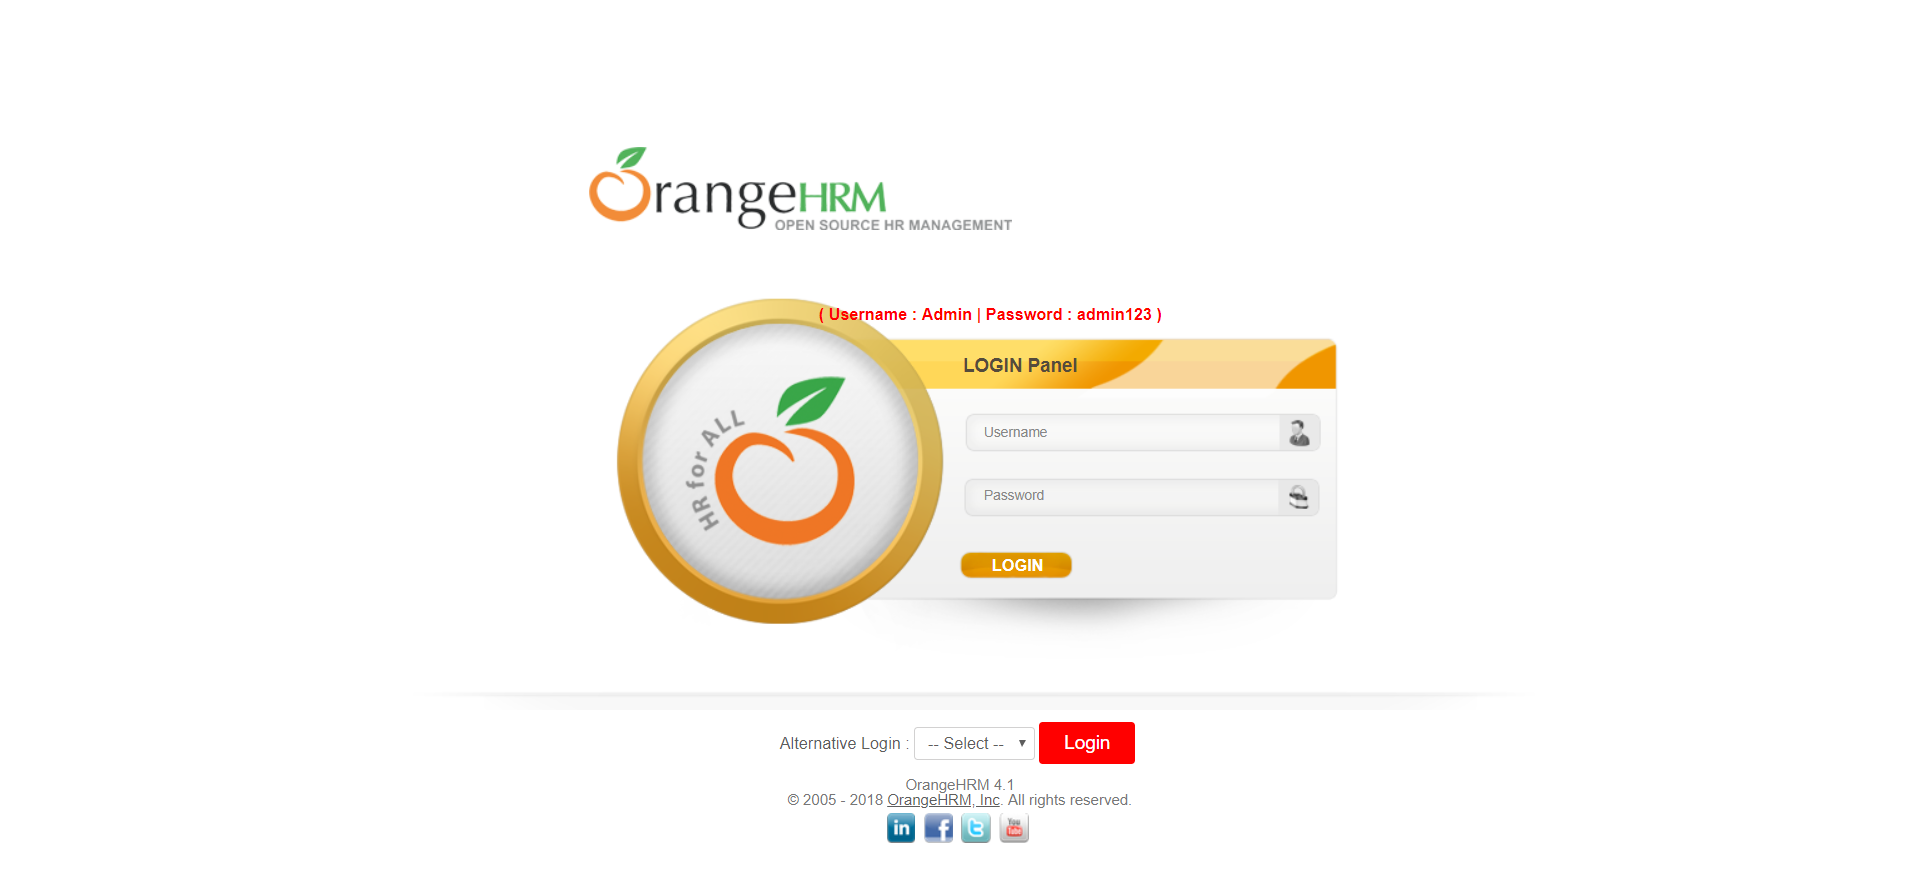 OrangeHRM
OPEN SOURCE HR MANAGEMENT
( Username : Admin | Password : admin123 )
LOGIN Panel
HR for ALL
Username
Password
LOGIN
Alternative Login : -- Select -- Login
OrangeHRM 4.1
© 2005 - 2018 OrangeHRM, Inc. All rights reserved.
in f t You Tube